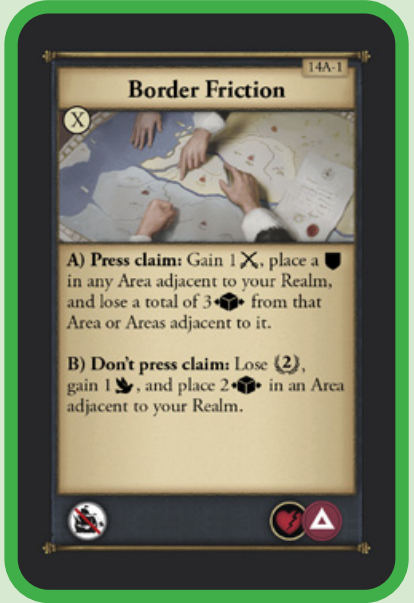 14A-1
Border Friction
X
A) Press claim: Gain 1 , place a
in any Area adjacent to your Realm,
and lose a total of 3 from that
Area or Areas adjacent to it.
B) Don't press claim: Lose 2,
gain 1 , and place 2 in an Area
adjacent to your Realm.